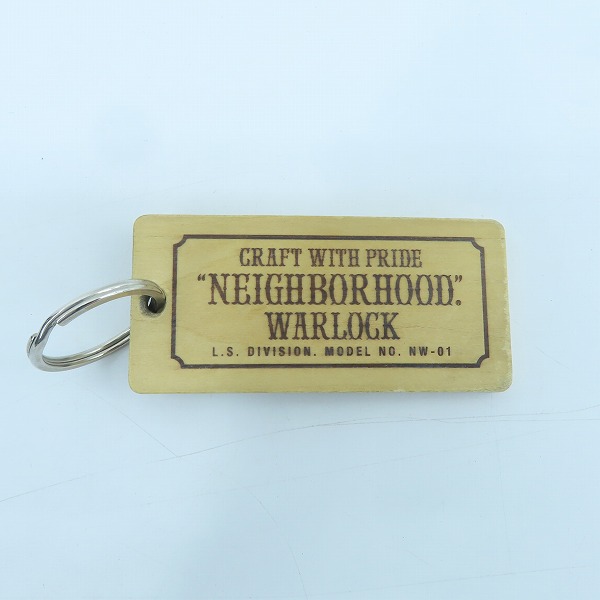 CRAFT WITH PRIDE
“NEIGHBORHOOD®”
WARLOCK
L.S. DIVISION. MODEL NO. NW-01